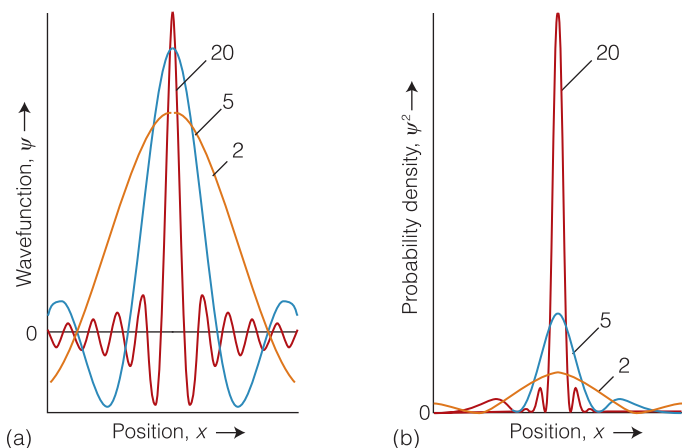 20
5
2
Wavefunction, ψ →
0
Position, x →
(a)
20
5
2
Probability density, ψ²→
0
Position, x →
(b)